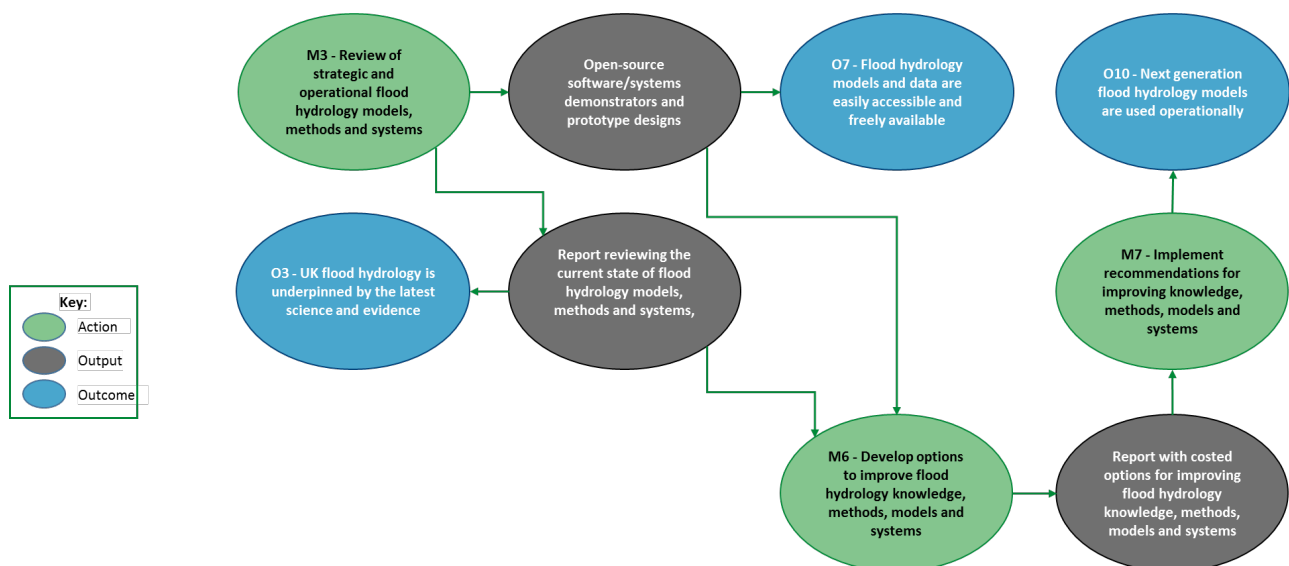 M3 - Review of
strategic and
operational flood
hydrology models,
methods and systems
Open-source
software/systems
demonstrators and
prototype designs
O7 - Flood hydrology
models and data are
easily accessible and
freely available
O10 - Next generation
flood hydrology models
are used operationally
O3 - UK flood hydrology is
underpinned by the latest
science and evidence
Report reviewing the
current state of flood
hydrology models,
methods and systems,
M7 - Implement
recommendations for
improving knowledge,
methods, models and
systems
Key:
Action
Output
Outcome
M6 - Develop options
to improve flood
hydrology knowledge,
methods, models and
systems
Report with costed
options for improving
flood hydrology
knowledge, methods,
models and systems